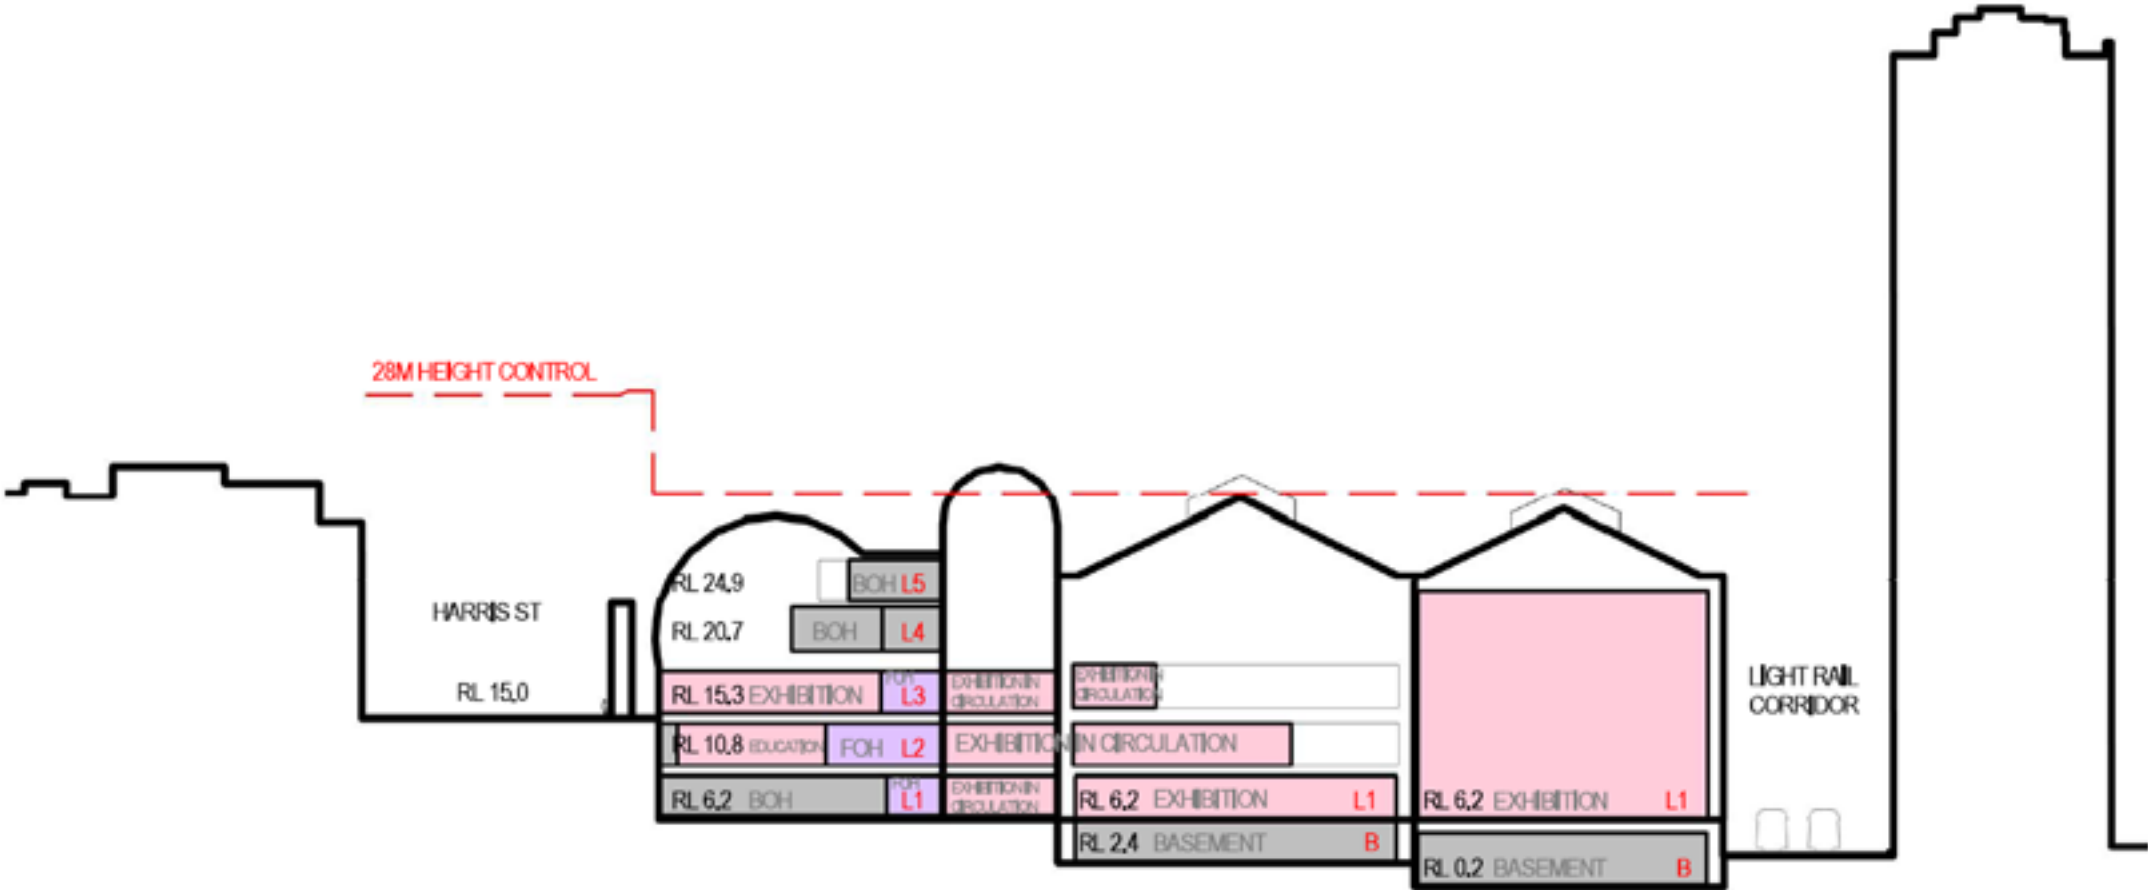 28M HEIGHT CONTROL
RL 24.9 BOH L5
HARRIS ST
RL 20.7 BOH L4
RL 15.0
FOH
RL 15.3 EXHIBITION L3
EXHIBITION IN
CIRCULATION
EXHIBITION IN
CIRCULATION
LIGHT RAIL
CORRIDOR
RL 10.8 EDUCATION FOH L2 EXHIBITION IN CIRCULATION
FOH
RL 6.2 BOH L1
EXHIBITION IN
CIRCULATION
RL 6.2 EXHIBITION L1
RL 6.2 EXHIBITION L1
RL 2.4 BASEMENT B
RL 0.2 BASEMENT B